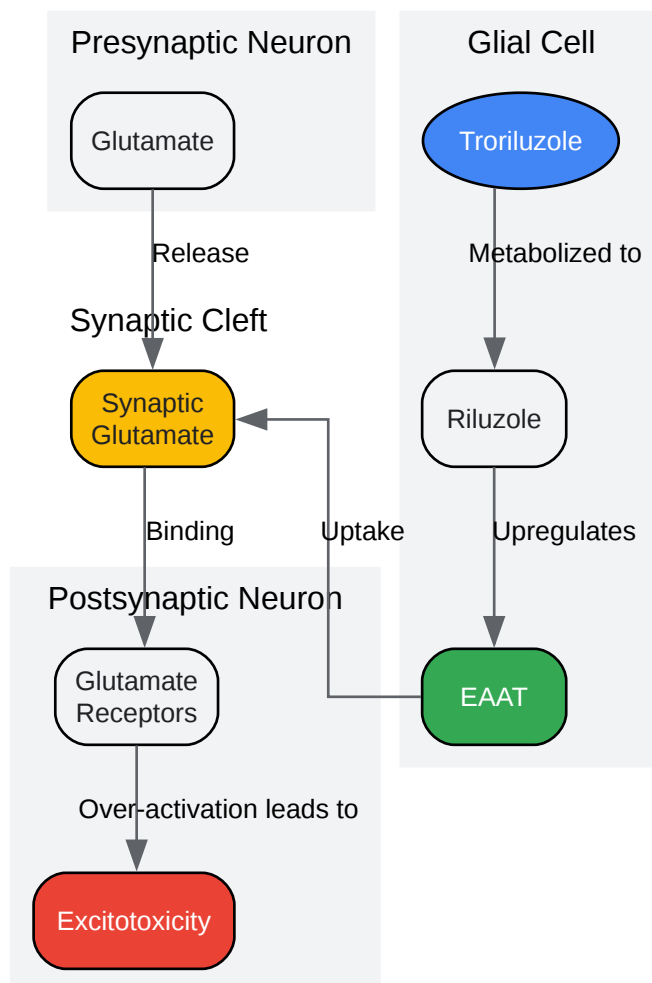 Presynaptic Neuron
Glial Cell
Glutamate
Troriluzole
Release
Metabolized to
Synaptic Cleft
Synaptic
Glutamate
Riluzole
Binding
Uptake
Upregulates
Postsynaptic Neuron
Glutamate
Receptors
EAAT
Over-activation leads to
Excitotoxicity